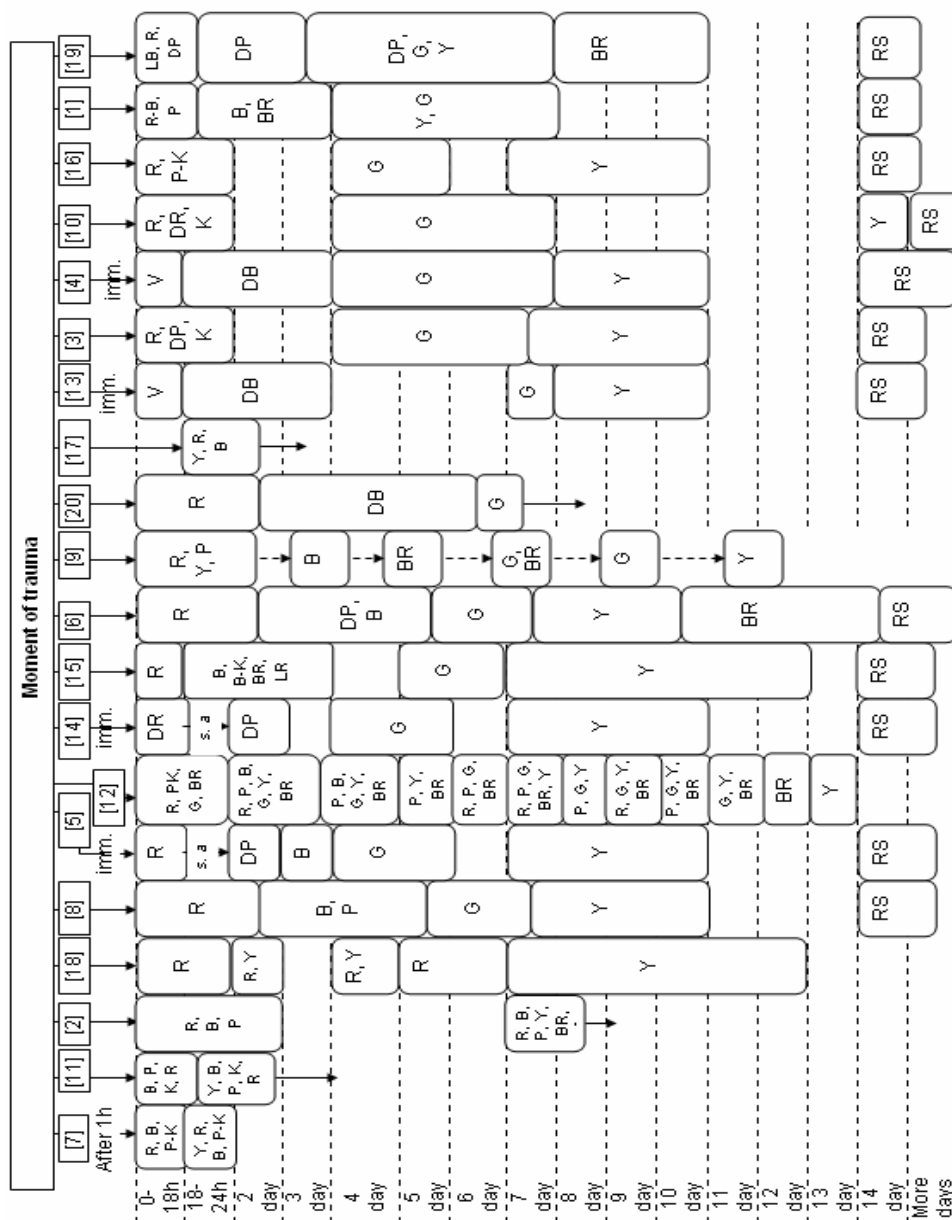 Moment of trauma
0-
18h
18-
24h
2
day
3
day
4
day
5
day
6
day
7
day
8
day
9
day
10
day
11
day
12
day
13
day
14
day
More
days
[7]
After 1h
R, B,
P-K
Y, R,
B, P-K
[11]
B, P,
K, R
Y, B,
P, K,
R
[2]
R,
B,
P
R, B,
P, Y,
BR,
[18]
R
R, Y
R, Y
R
Y
[8]
R
B,
P
G
Y
RS
[5]
imm.
R
s. a
DP
B
G
Y
RS
[12]
R, PK,
G, BR
R, P, B,
G, Y,
BR
P, B,
G, Y,
BR
P, Y,
BR
R, P, G,
BR
R, P, G,
BR, Y
P, G, Y
R, G, Y,
BR
P, G, Y,
BR
G, Y,
BR
BR
Y
[14]
imm.
DR
s. a
DP
G
Y
RS
[15]
R
B,
B-K,
BR,
LR
G
Y
RS
[6]
R
DP,
B
G
Y
BR
RS
[9]
R,
Y, P
B
BR
G,
BR
G
Y
[20]
R
DB
G
[17]
Y, R,
B
[13]
imm.
V
DB
G
Y
RS
[3]
R,
DP,
K
G
Y
RS
[4]
imm.
V
DB
G
Y
RS
[10]
R,
DR,
K
G
Y
RS
[16]
R,
P-K
G
Y
RS
[1]
R-B,
P
B,
BR
Y, G
RS
[19]
LB, R,
DP
DP
DP,
G,
Y
BR
RS